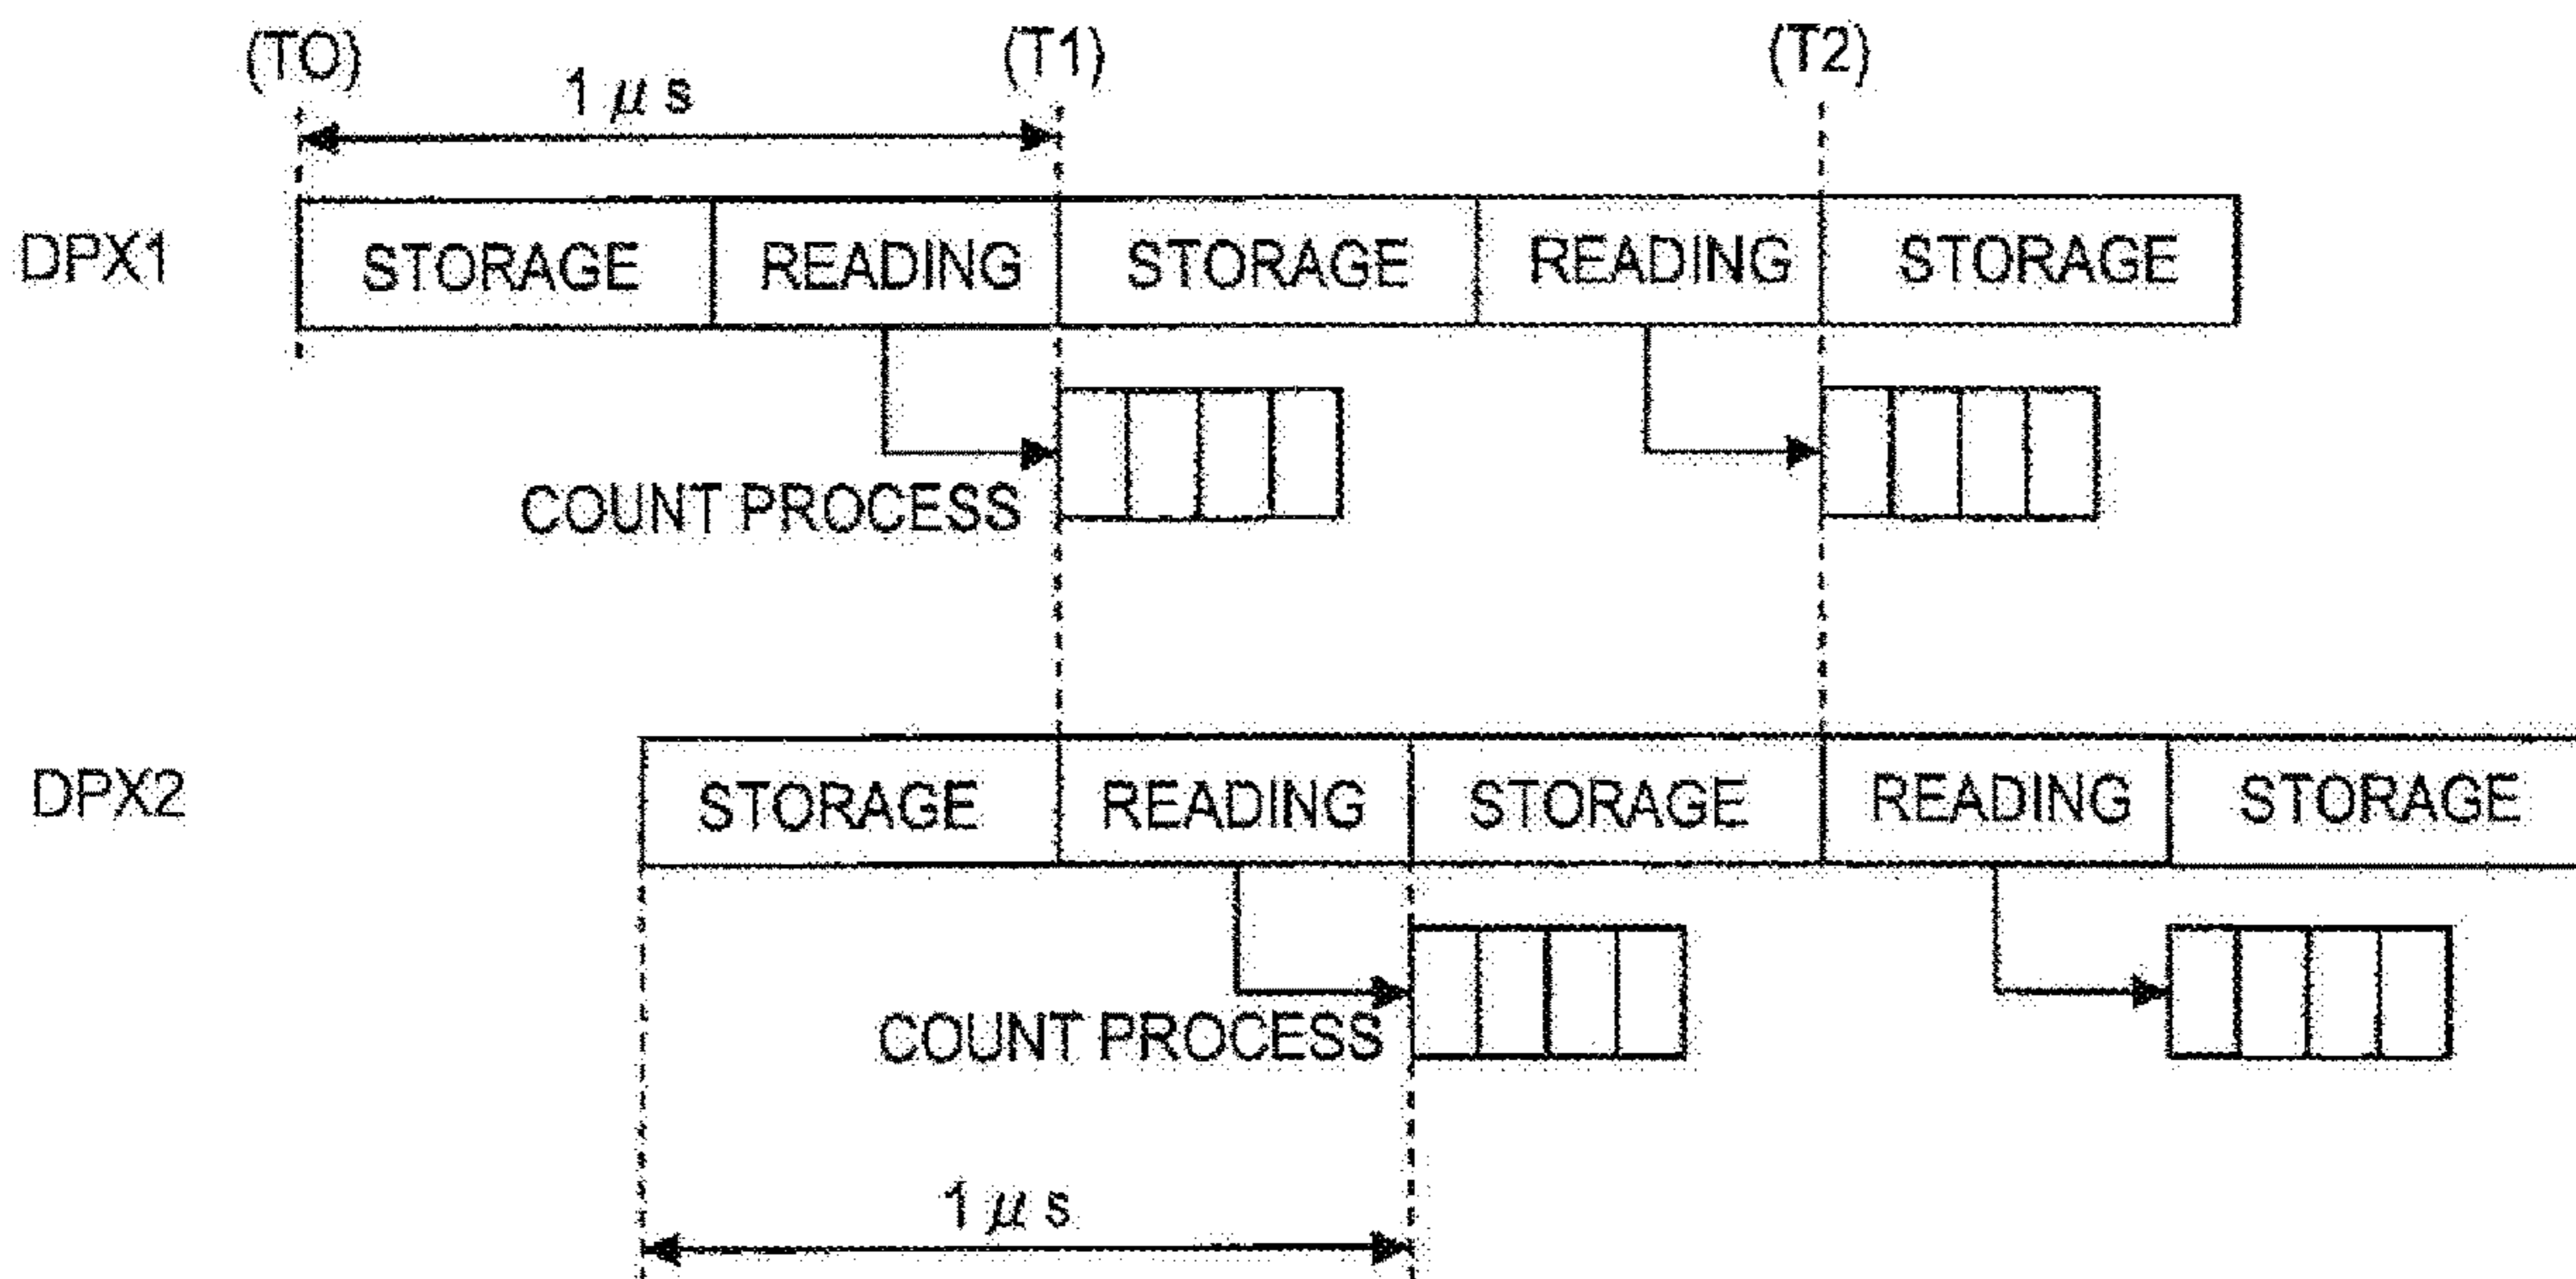 (T0) (T1) (T2)
1 μ s
DPX1 STORAGE READING STORAGE READING STORAGE
COUNT PROCESS
DPX2 STORAGE READING STORAGE READING STORAGE
COUNT PROCESS
1 μ s